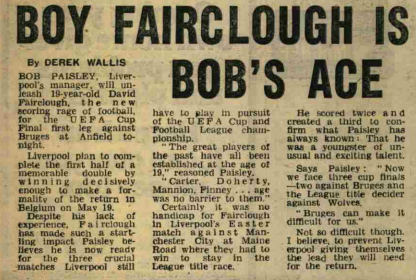 BOY FAIRCLOUGH IS
BOB'S ACE
By DEREK WALLIS
BOB PAISLEY, Liver-
pool's manager, will un-
leash 19-year-old David
Fairclough, the new
scoring rage of football,
for the UEFA Cup
Final first leg against
Bruges at Anfield to-
night.
Liverpool plan to com-
plete the first half of a
memorable double by
winning decisively
enough to make a for-
mality of the return in
Belgium on May 19.
Despite his lack of
experience, Fairclough
has made such a start-
ling impact Paisley be-
lieves he is now ready
for the three crucial
matches Liverpool still
have to play in pursuit
of the UEFA Cup and
Football League cham-
pionship.
"The great players of
the past have all been
established at the age of
19," reasoned Paisley.
"Carter, Doherty,
Mannion, Finney . . . age
was no barrier to them."
Certainly it was no
handicap for Fairclough
in Liverpool's Easter
match against Man-
chester City at Maine
Road where they had to
win to stay in the
League title race.
He scored twice and
created a third to con-
firm what Paisley has
always known: That he
was a youngster of un-
usual and exciting talent.
Says Paisley: "Now
we face three cup finals
—two against Bruges and
the League title decider
against Wolves.
"Bruges can make it
difficult for us."
Not so difficult though,
I believe, to prevent Liv-
erpool giving themselves
the lead they will need
for the return.